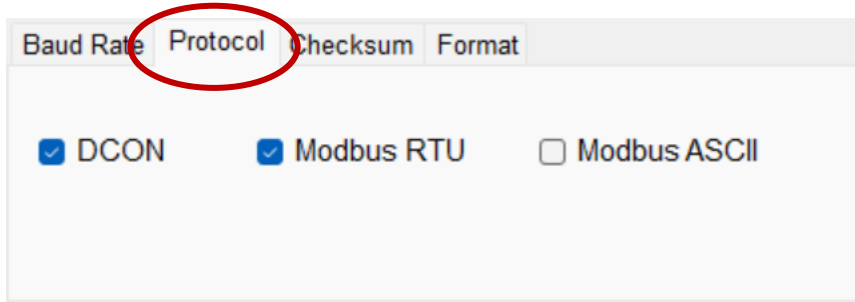 Baud Rate Protocol Checksum Format
DCON Modbus RTU Modbus ASCII